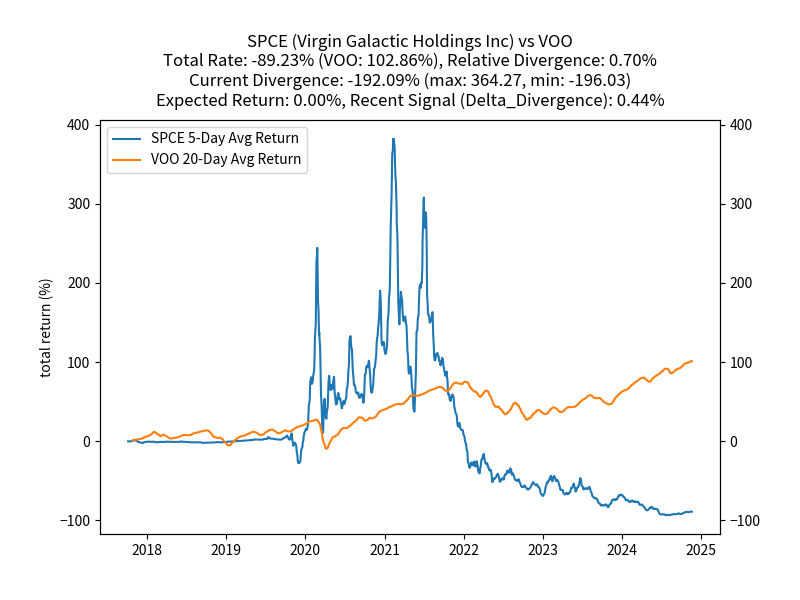 SPCE (Virgin Galactic Holdings Inc) vs VOO
Total Rate: -89.23% (VOO: 102.86%), Relative Divergence: 0.70%
Current Divergence: -192.09% (max: 364.27, min: -196.03)
Expected Return: 0.00%, Recent Signal (Delta_Divergence): 0.44%
SPCE 5-Day Avg Return
VOO 20-Day Avg Return
total return (%)
400 400
300 300
200 200
100 100
0 0
−100 −100
2018 2019 2020 2021 2022 2023 2024 2025